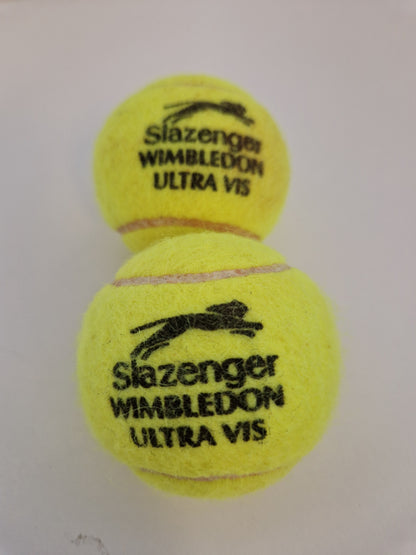 Slazenger
WIMBLEDON
ULTRA VIS
Slazenger
WIMBLEDON
ULTRA VIS